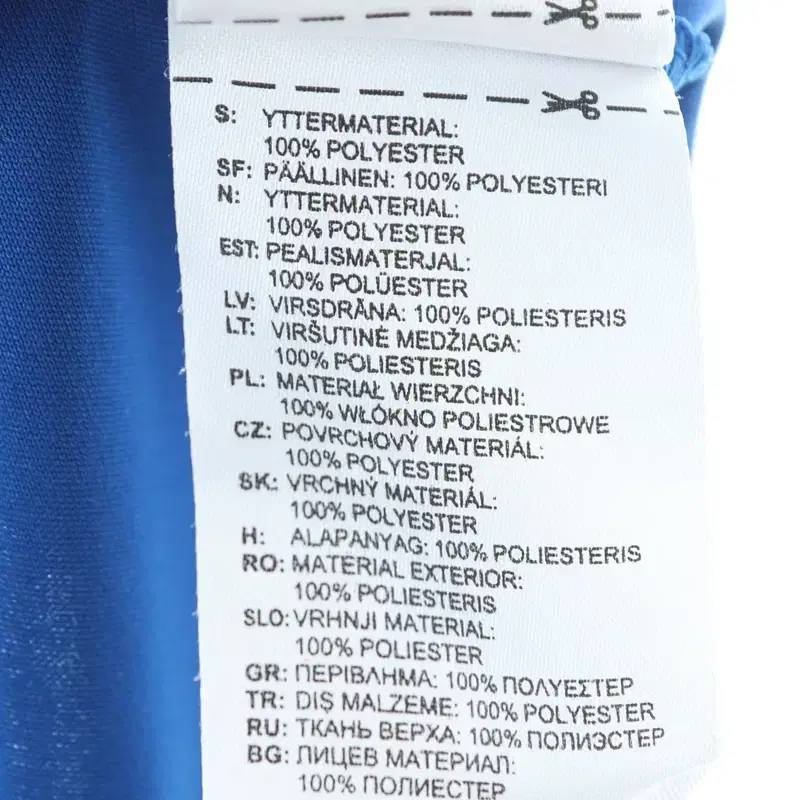 S: YTTERMATERIAL:
100% POLYESTER
SF: PÄÄLLINEN: 100% POLYESTERI
N: YTTERMATERIAL:
100% POLYESTER
EST: PEALISMATERJAL:
100% POLÜESTER
LV: VIRSDRĀNA: 100% POLIESTERIS
LT: VIRŠUTINĖ MEDŽIAGA:
100% POLIESTERIS
PL: MATERIAŁ WIERZCHNI:
100% WŁÓKNO POLIESTROWE
CZ: POVRCHOVÝ MATERIÁL:
100% POLYESTER
SK: VRCHNÝ MATERIÁL:
100% POLYESTER
H: ALAPANYAG: 100% POLIESTERIS
RO: MATERIAL EXTERIOR:
100% POLIESTERIS
SLO: VRHNJI MATERIAL:
100% POLIESTER
GR: ΠΕΡΙΒΛΗΜΑ: 100% ΠΟΛΥΕΣΤΕΡ
TR: DIŞ MALZEME: 100% POLYESTER
RU: ТКАНЬ ВЕРХА: 100% ПОЛИЭСТЕР
BG: ЛИЦЕВ МАТЕРИАЛ:
100% ПОЛИЕСТЕР